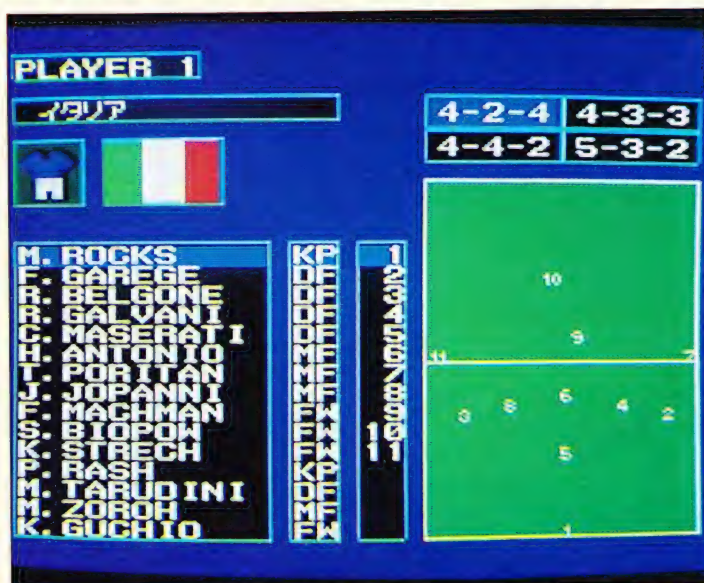 PLAYER 1
イタリア
4-2-4 4-3-3
4-4-2 5-3-2
M. ROCKS KP 1
F. GAREGE DF 2
R. BELGONE DF 3
R. GALVANI DF 4
C. MASERATI DF 5
H. ANTONIO MF 6
T. PORITAN MF 7
J. JOPANNI MF 8
F. MACHMAN FW 9
S. BIOPOW FW 10
K. STRECH FW 11
P. RASH KP
M. TARUDINI DF
M. ZOROH MF
K. GUCHIO FW
10
9
11 7
6
3 8 4 2
5
1